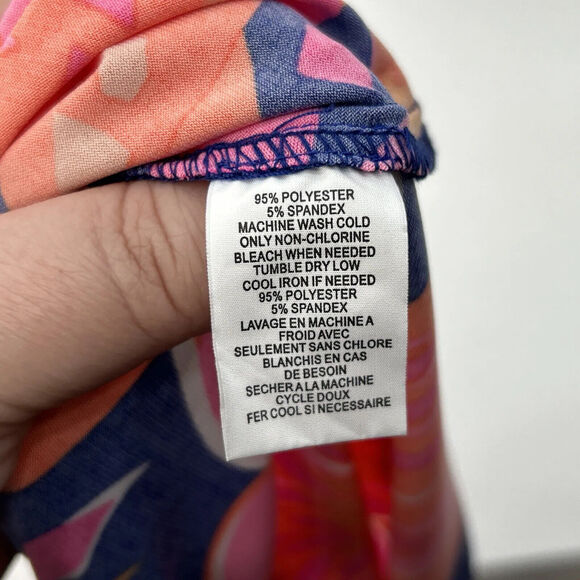 95% POLYESTER
5% SPANDEX
MACHINE WASH COLD
ONLY NON-CHLORINE
BLEACH WHEN NEEDED
TUMBLE DRY LOW
COOL IRON IF NEEDED
95% POLYESTER
5% SPANDEX
LAVAGE EN MACHINE A
FROID AVEC
SEULEMENT SANS CHLORE
BLANCHIS EN CAS
DE BESOIN
SECHER A LA MACHINE
CYCLE DOUX
FER COOL SI NECESSAIRE